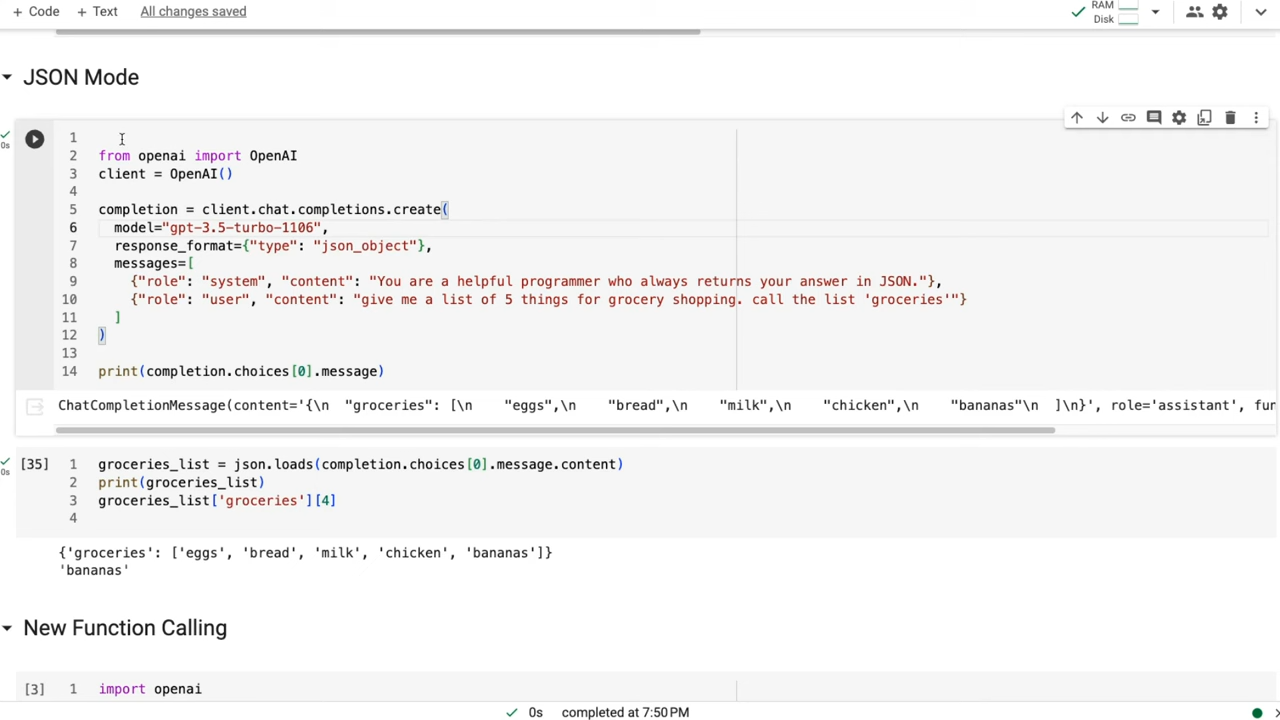 + Code + Text All changes saved
RAM
Disk
JSON Mode
0s
1
2 from openai import OpenAI
3 client = OpenAI()
4
5 completion = client.chat.completions.create(
6 model="gpt-3.5-turbo-1106",
7 response_format={"type": "json_object"},
8 messages=[
9 {"role": "system", "content": "You are a helpful programmer who always returns your answer in JSON."},
10 {"role": "user", "content": "give me a list of 5 things for grocery shopping. call the list 'groceries'"}
11 ]
12 )
13
14 print(completion.choices[0].message)
ChatCompletionMessage(content='{\n  "groceries": [\n    "eggs",\n    "bread",\n    "milk",\n    "chicken",\n    "bananas"\n  ]\n}', role='assistant', fun
0s
[35] 1 groceries_list = json.loads(completion.choices[0].message.content)
2 print(groceries_list)
3 groceries_list['groceries'][4]
4
{'groceries': ['eggs', 'bread', 'milk', 'chicken', 'bananas']}
'bananas'
New Function Calling
[3] 1 import openai
0s completed at 7:50 PM